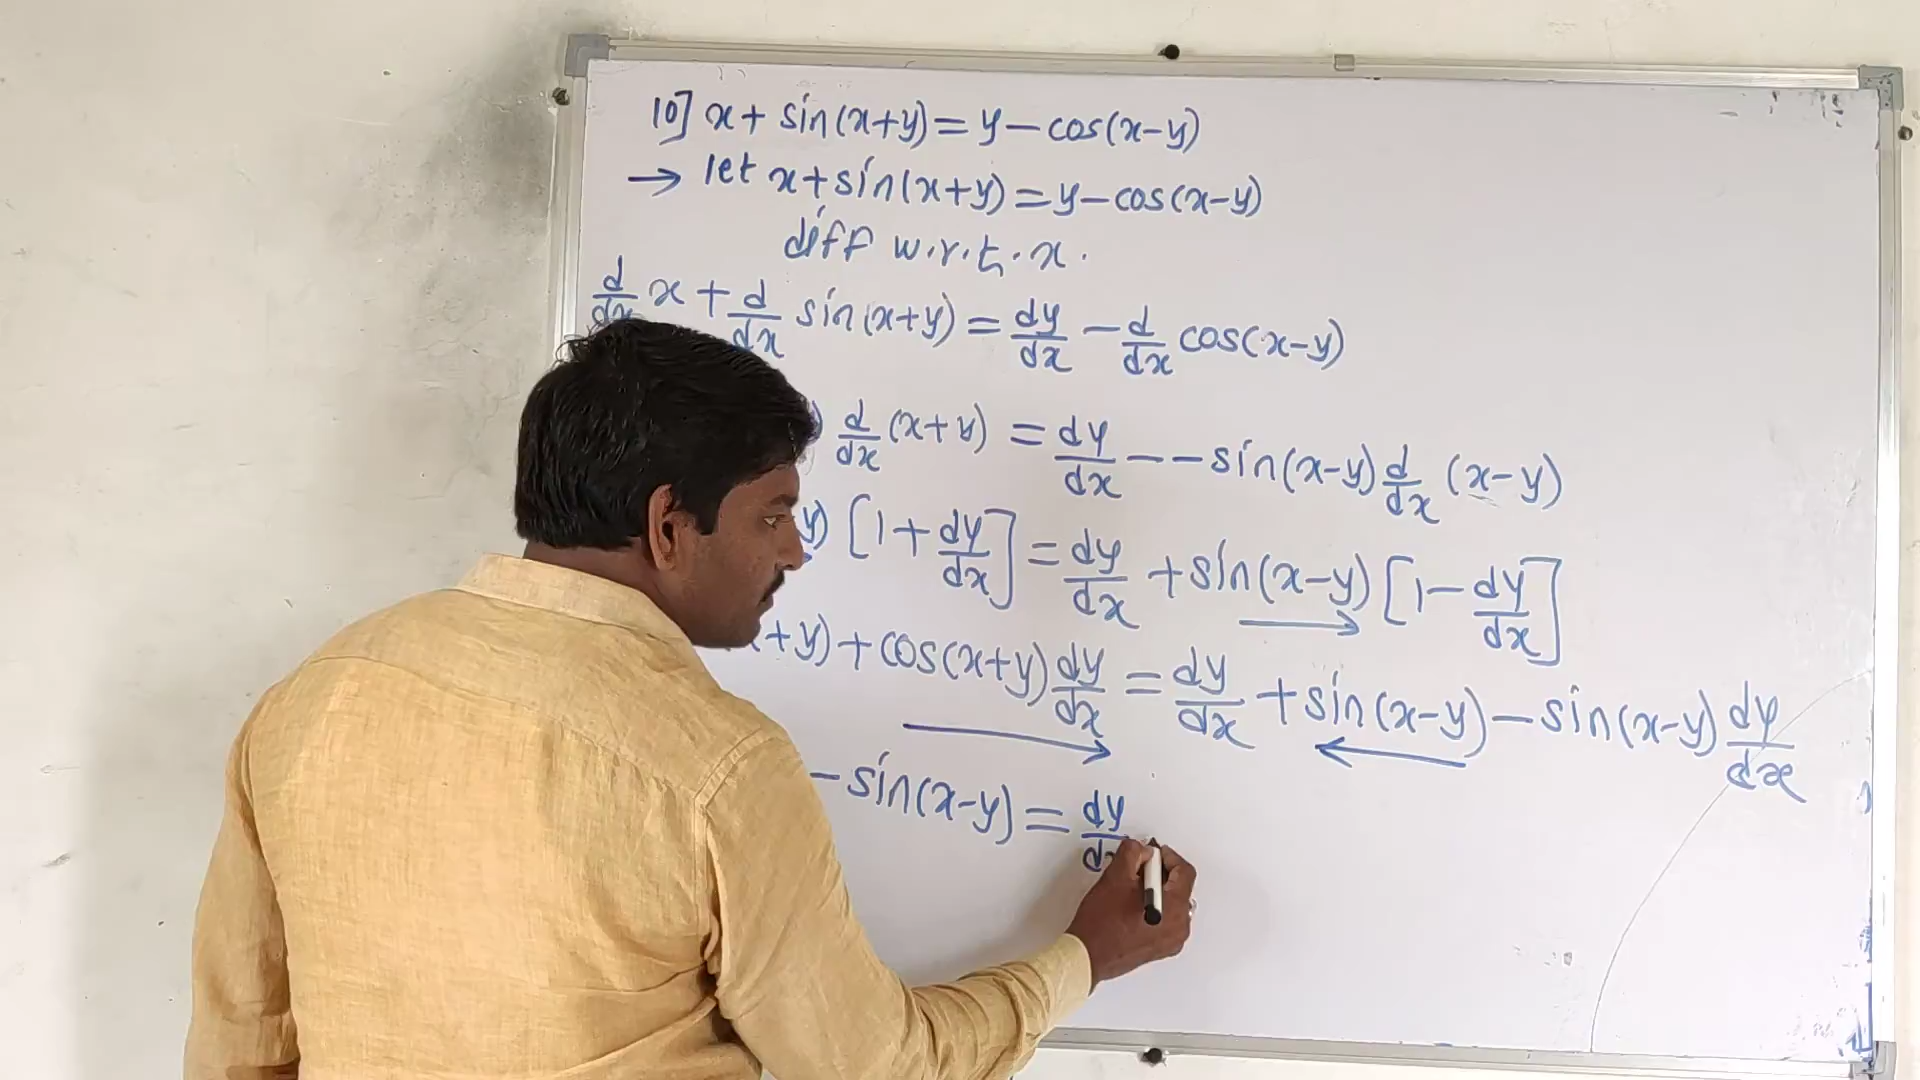 10] x + sin(x+y) = y - cos(x-y)
→ let x + sin(x+y) = y - cos(x-y)
diff w.r.t. x.
d/dx x + d/dx sin(x+y) = dy/dx - d/dx cos(x-y)
) d/dx (x+y) = dy/dx - - sin(x-y) d/dx (x-y)
y) [1 + dy/dx] = dy/dx + sin(x-y) [1 - dy/dx]
+y) + cos(x+y) dy/dx = dy/dx + sin(x-y) - sin(x-y) dy/dx
- sin(x-y) = dy/dx